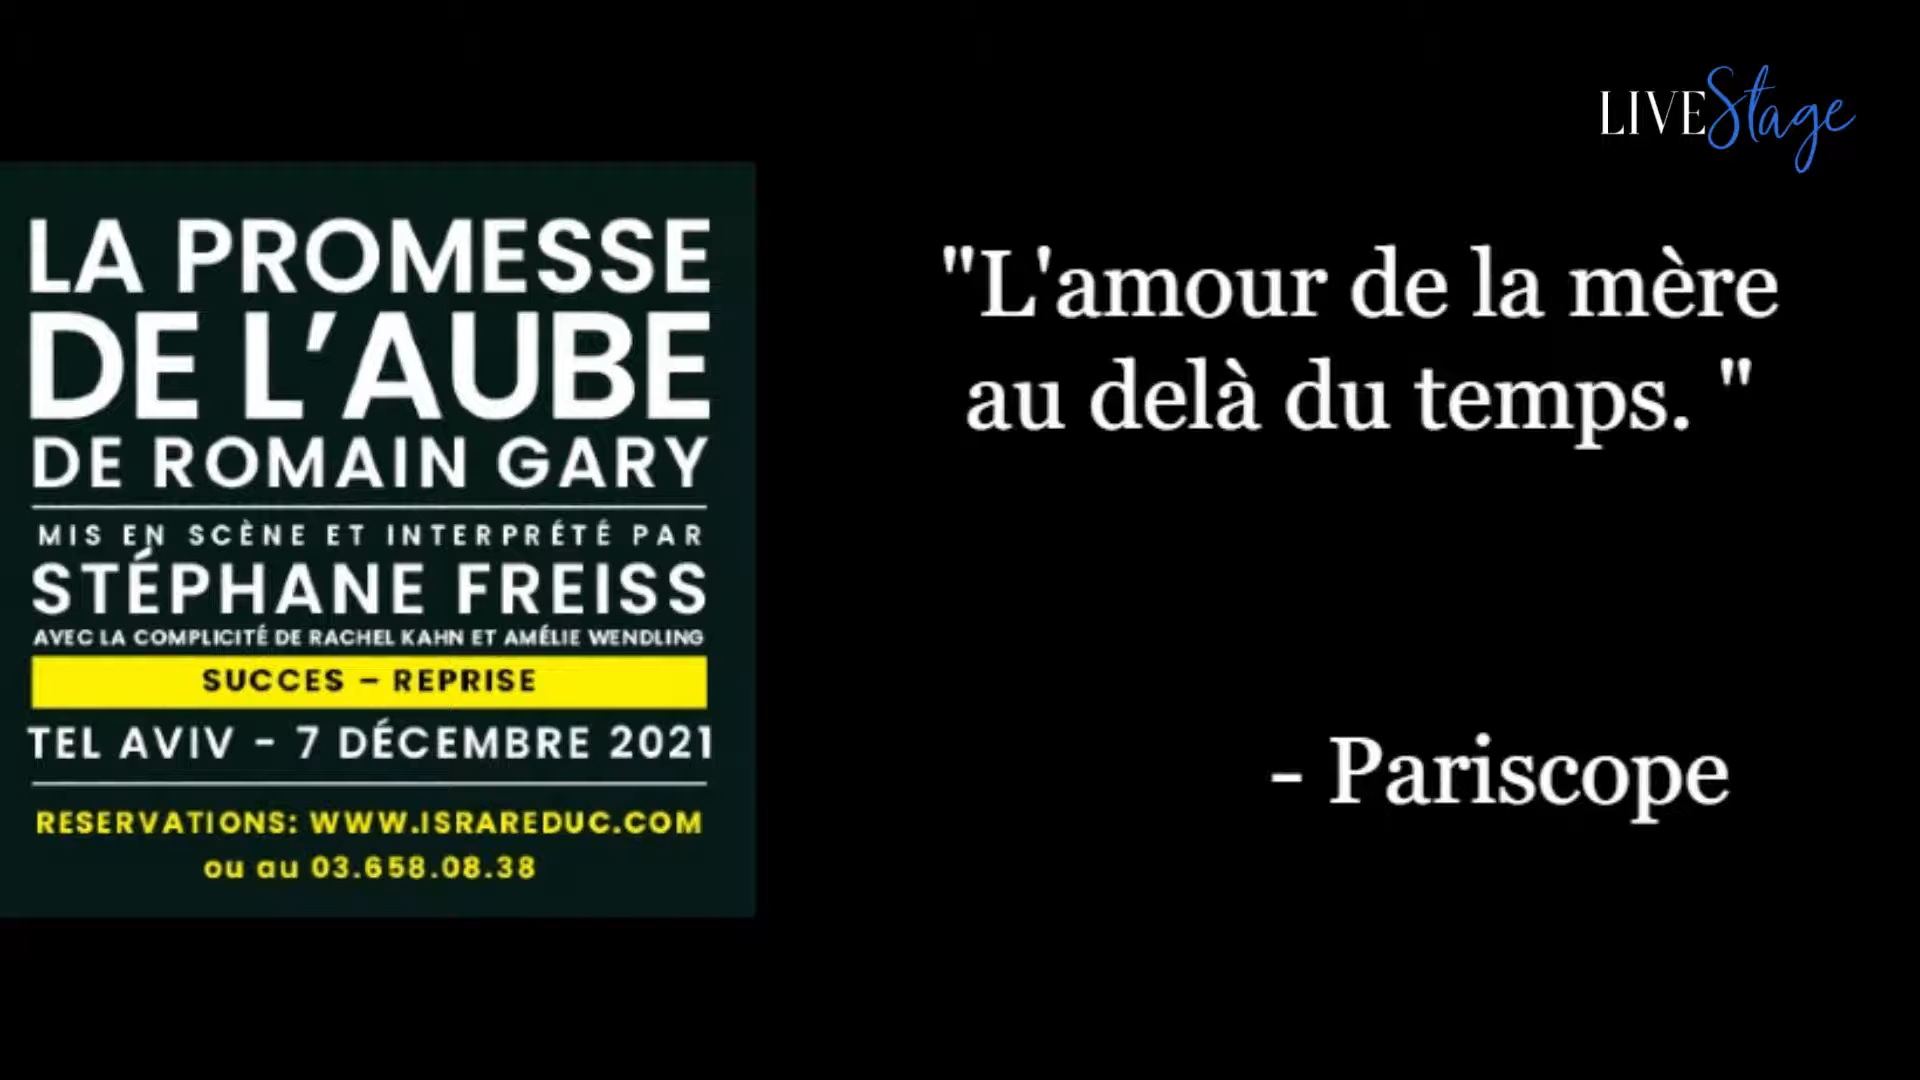 LIVEStage
LA PROMESSE
DE L'AUBE
DE ROMAIN GARY
MIS EN SCÈNE ET INTERPRÉTÉ PAR
STÉPHANE FREISS
AVEC LA COMPLICITÉ DE RACHEL KAHN ET AMÉLIE WENDLING
SUCCES – REPRISE
TEL AVIV - 7 DÉCEMBRE 2021
RESERVATIONS: WWW.ISRAREDUC.COM
ou au 03.658.08.38
"L'amour de la mère
au delà du temps. "
- Pariscope